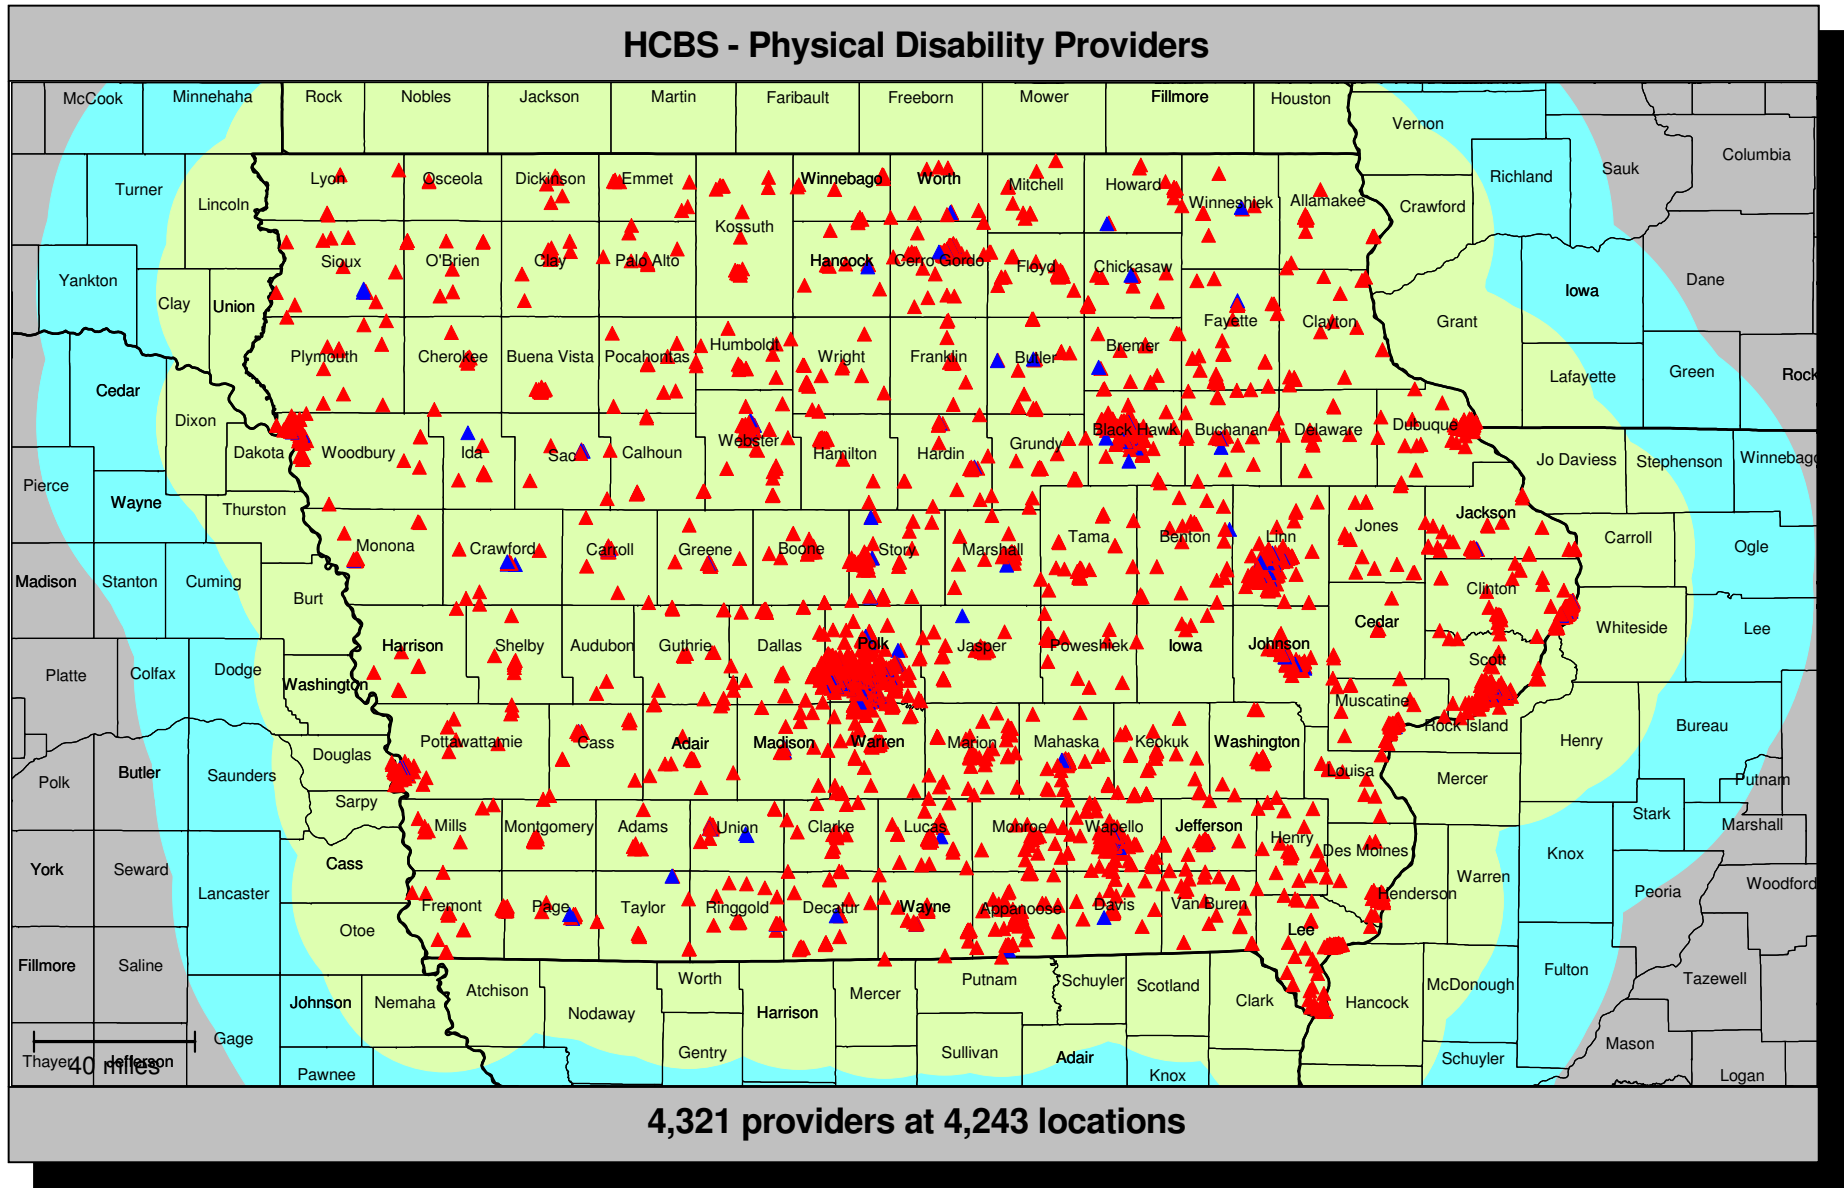 HCBS - Physical Disability Providers
McCook Minnehaha Rock Nobles Jackson Martin Faribault Freeborn Mower Fillmore Houston
Vernon
Sauk Columbia
Turner Lincoln Lyon Osceola Dickinson Emmet Winnebago Worth Mitchell Howard Winneshiek Allamakee Crawford Richland
Kossuth
Yankton Clay Union Sioux O'Brien Clay Palo Alto Hancock Cerro Gordo Floyd Chickasaw Iowa Dane
Fayette Clayton Grant
Cedar Plymouth Cherokee Buena Vista Pocahontas Humboldt Wright Franklin Butler Bremer Lafayette Green Rock
Dixon
Dakota Woodbury Ida Sac Calhoun Webster Hamilton Hardin Grundy Black Hawk Buchanan Delaware Dubuque Jo Daviess Stephenson Winnebago
Pierce Wayne Thurston
Monona Crawford Carroll Greene Boone Story Marshall Tama Benton Linn Jones Jackson Carroll Ogle
Madison Stanton Cuming Burt Clinton
Harrison Shelby Audubon Guthrie Dallas Polk Jasper Poweshiek Iowa Johnson Cedar Scott Whiteside Lee
Platte Colfax Dodge Washington
Muscatine Rock Island Henry Bureau
Douglas Pottawattamie Cass Adair Madison Warren Marion Mahaska Keokuk Washington Louisa Mercer Putnam
Polk Butler Saunders Sarpy
Mills Montgomery Adams Union Clarke Lucas Monroe Wapello Jefferson Henry Des Moines Stark Marshall
York Seward Lancaster Cass Knox
Fremont Page Taylor Ringgold Decatur Wayne Appanoose Davis Van Buren Lee Henderson Warren Peoria Woodford
Otoe
Fillmore Saline Johnson Nemaha Atchison Nodaway Worth Harrison Mercer Putnam Schuyler Scotland Clark Hancock McDonough Fulton Tazewell
Thayer Jefferson Gage Pawnee Gentry Sullivan Adair Knox Schuyler Mason Logan
40 miles
4,321 providers at 4,243 locations